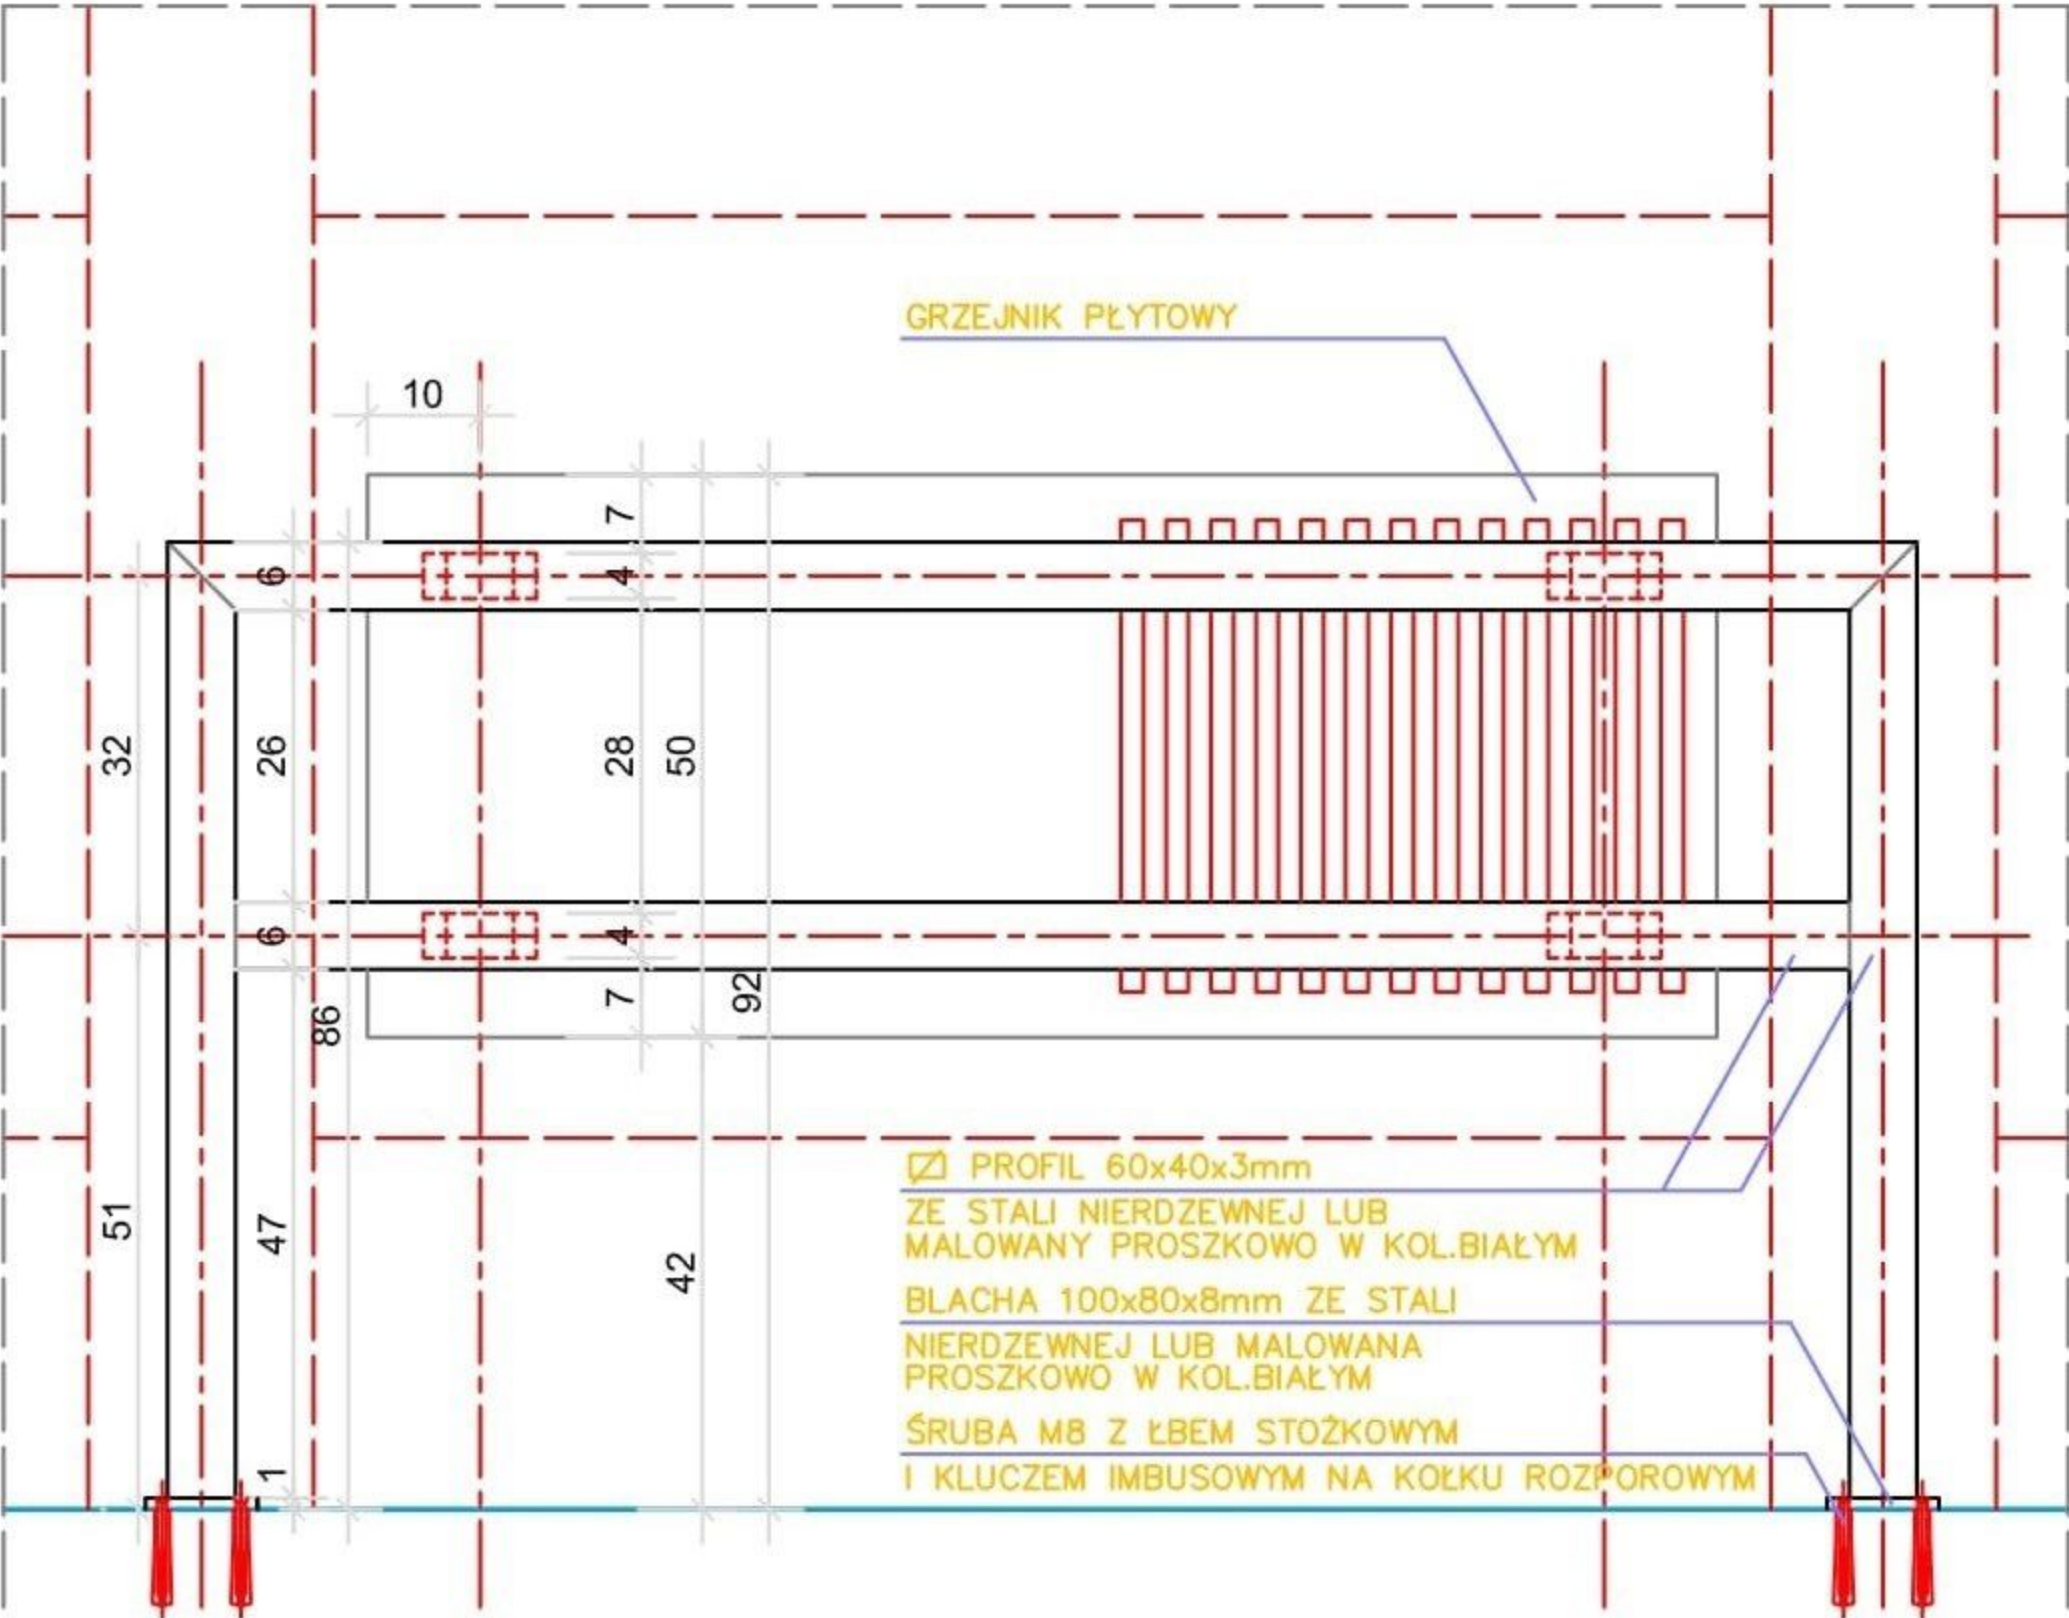 GRZEJNIK PŁYTOWY
10
7
6
4
32
26
28
50
6
4
7
92
86
51
47
42
1
PROFIL 60x40x3mm
ZE STALI NIERDZEWNEJ LUB
MALOWANY PROSZKOWO W KOL.BIAŁYM
BLACHA 100x80x8mm ZE STALI
NIERDZEWNEJ LUB MALOWANA
PROSZKOWO W KOL.BIAŁYM
ŚRUBA M8 Z ŁBEM STOŻKOWYM
I KLUCZEM IMBUSOWYM NA KOŁKU ROZPOROWYM